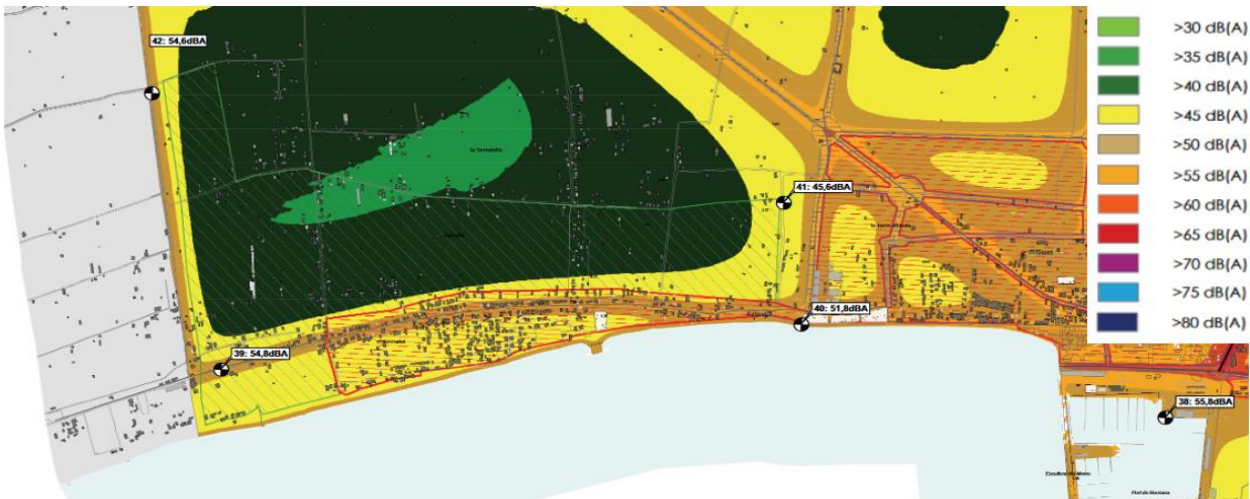 42: 54,6dBA
41: 45,6dBA
40: 51,8dBA
39: 54,8dBA
38: 55,8dBA
>30 dB(A)
>35 dB(A)
>40 dB(A)
>45 dB(A)
>50 dB(A)
>55 dB(A)
>60 dB(A)
>65 dB(A)
>70 dB(A)
>75 dB(A)
>80 dB(A)